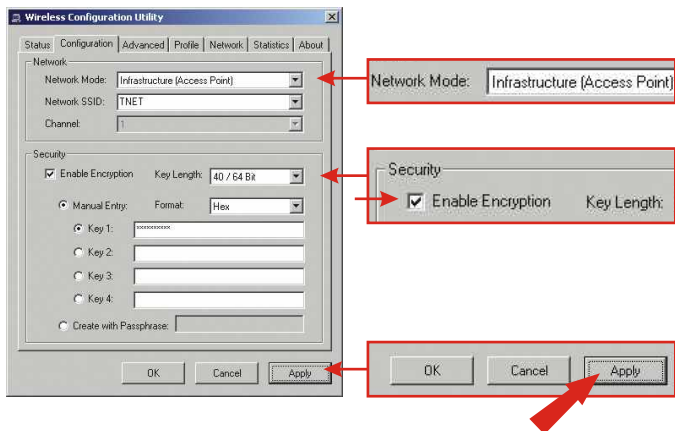 Wireless Configuration Utility
Status Configuration Advanced Profile Network Statistics About
Network
Network Mode: Infrastructure (Access Point)
Network SSID: TNET
Channel: 1
Security
Enable Encryption Key Length: 40 / 64 Bit
Manual Entry: Format: Hex
Key 1: **********
Key 2:
Key 3:
Key 4:
Create with Passphrase:
OK Cancel Apply
Network Mode: Infrastructure (Access Point)
Security
Enable Encryption Key Length:
OK Cancel Apply